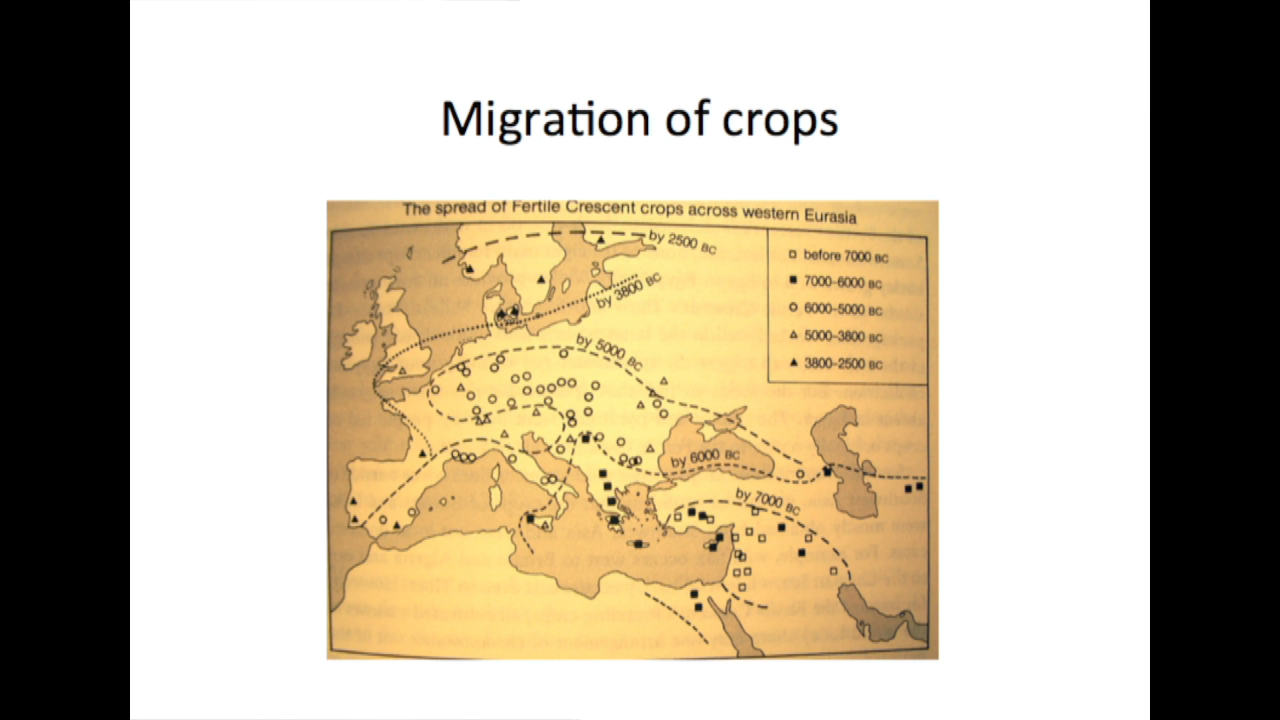 Migration of crops
The spread of Fertile Crescent crops across western Eurasia
by 2500 BC
before 7000 BC
7000–6000 BC
by 3800 BC
6000–5000 BC
5000–3800 BC
by 5000 BC
3800–2500 BC
by 6000 BC
by 7000 BC